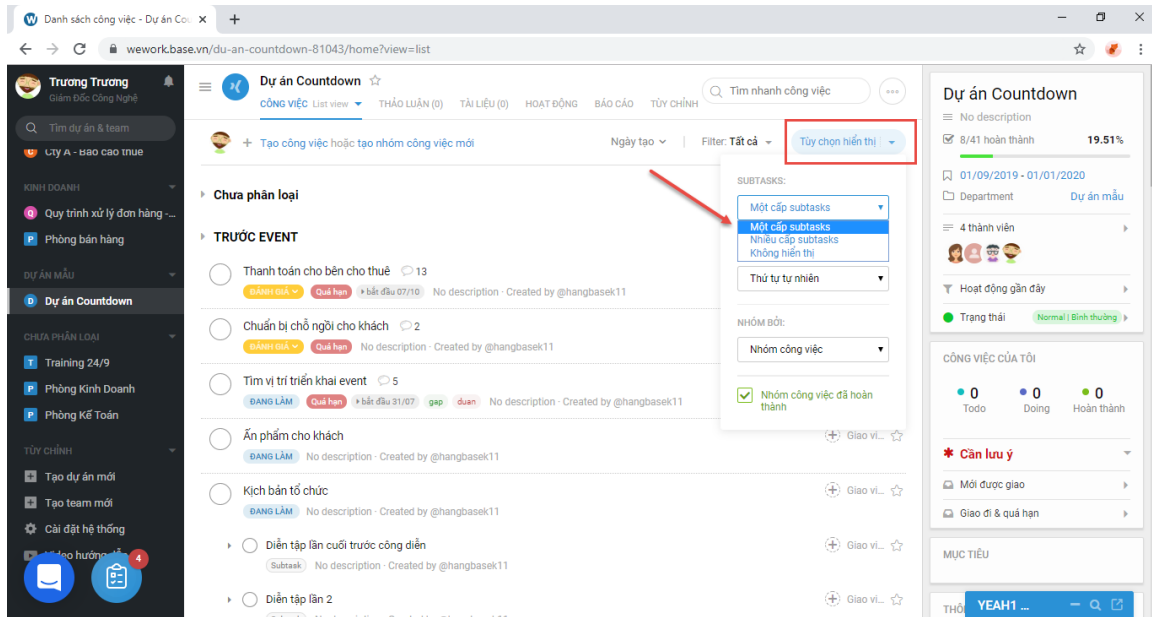 Danh sách công việc - Dự án Cou
wework.base.vn/du-an-countdown-81043/home?view=list
Trương Trương
Giám Đốc Công Nghệ
Tìm dự án & team
Cty A - Báo cáo thuế
KINH DOANH
Quy trình xử lý đơn hàng -...
Phòng bán hàng
DỰ ÁN MẪU
Dự án Countdown
CHƯA PHÂN LOẠI
Training 24/9
Phòng Kinh Doanh
Phòng Kế Toán
TÙY CHỈNH
Tạo dự án mới
Tạo team mới
Cài đặt hệ thống
4
Dự án Countdown
CÔNG VIỆC List view THẢO LUẬN (0) TÀI LIỆU (0) HOẠT ĐỘNG BÁO CÁO TÙY CHỈNH
Tìm nhanh công việc
+ Tạo công việc hoặc tạo nhóm công việc mới
Ngày tạo Filter: Tất cả Tùy chọn hiển thị
Chưa phân loại
TRƯỚC EVENT
Thanh toán cho bên cho thuê 13
ĐÁNH GIÁ Quá hạn bắt đầu 07/10 No description · Created by @hangbasek11
Chuẩn bị chỗ ngồi cho khách 2
ĐÁNH GIÁ Quá hạn No description · Created by @hangbasek11
Tìm vị trí triển khai event 5
ĐANG LÀM Quá hạn bắt đầu 31/07 gap duan No description · Created by @hangbasek11
Ấn phẩm cho khách
Giao vi...
ĐANG LÀM No description · Created by @hangbasek11
Kịch bản tổ chức
Giao vi...
ĐANG LÀM No description · Created by @hangbasek11
Diễn tập lần cuối trước công diễn
Giao vi...
Subtask No description · Created by @hangbasek11
Diễn tập lần 2
Giao vi...
SUBTASKS:
Một cấp subtasks
Một cấp subtasks
Nhiều cấp subtasks
Không hiển thị
Thứ tự tự nhiên
NHÓM BỞI:
Nhóm công việc
Nhóm công việc đã hoàn
thành
Dự án Countdown
No description
8/41 hoàn thành 19.51%
01/09/2019 - 01/01/2020
Department Dự án mẫu
4 thành viên
Hoạt động gần đây
Trạng thái Normal | Bình thường
CÔNG VIỆC CỦA TÔI
0 0 0
Todo Doing Hoàn thành
Cần lưu ý
Mới được giao
Giao đi & quá hạn
MỤC TIÊU
YEAH1 ...